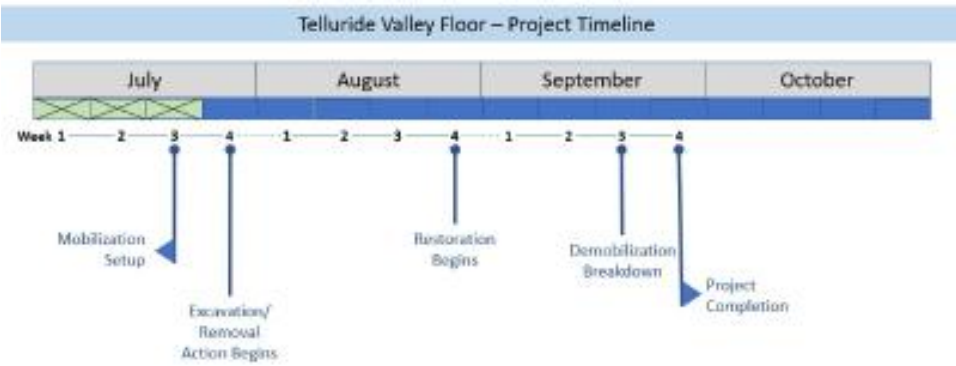 Telluride Valley Floor – Project Timeline
July August September October
Week 1 2 3 4 1 2 3 4 1 2 3 4
Mobilization
Setup
Excavation/
Removal
Action Begins
Restoration
Begins
Demobilization
Breakdown
Project
Completion